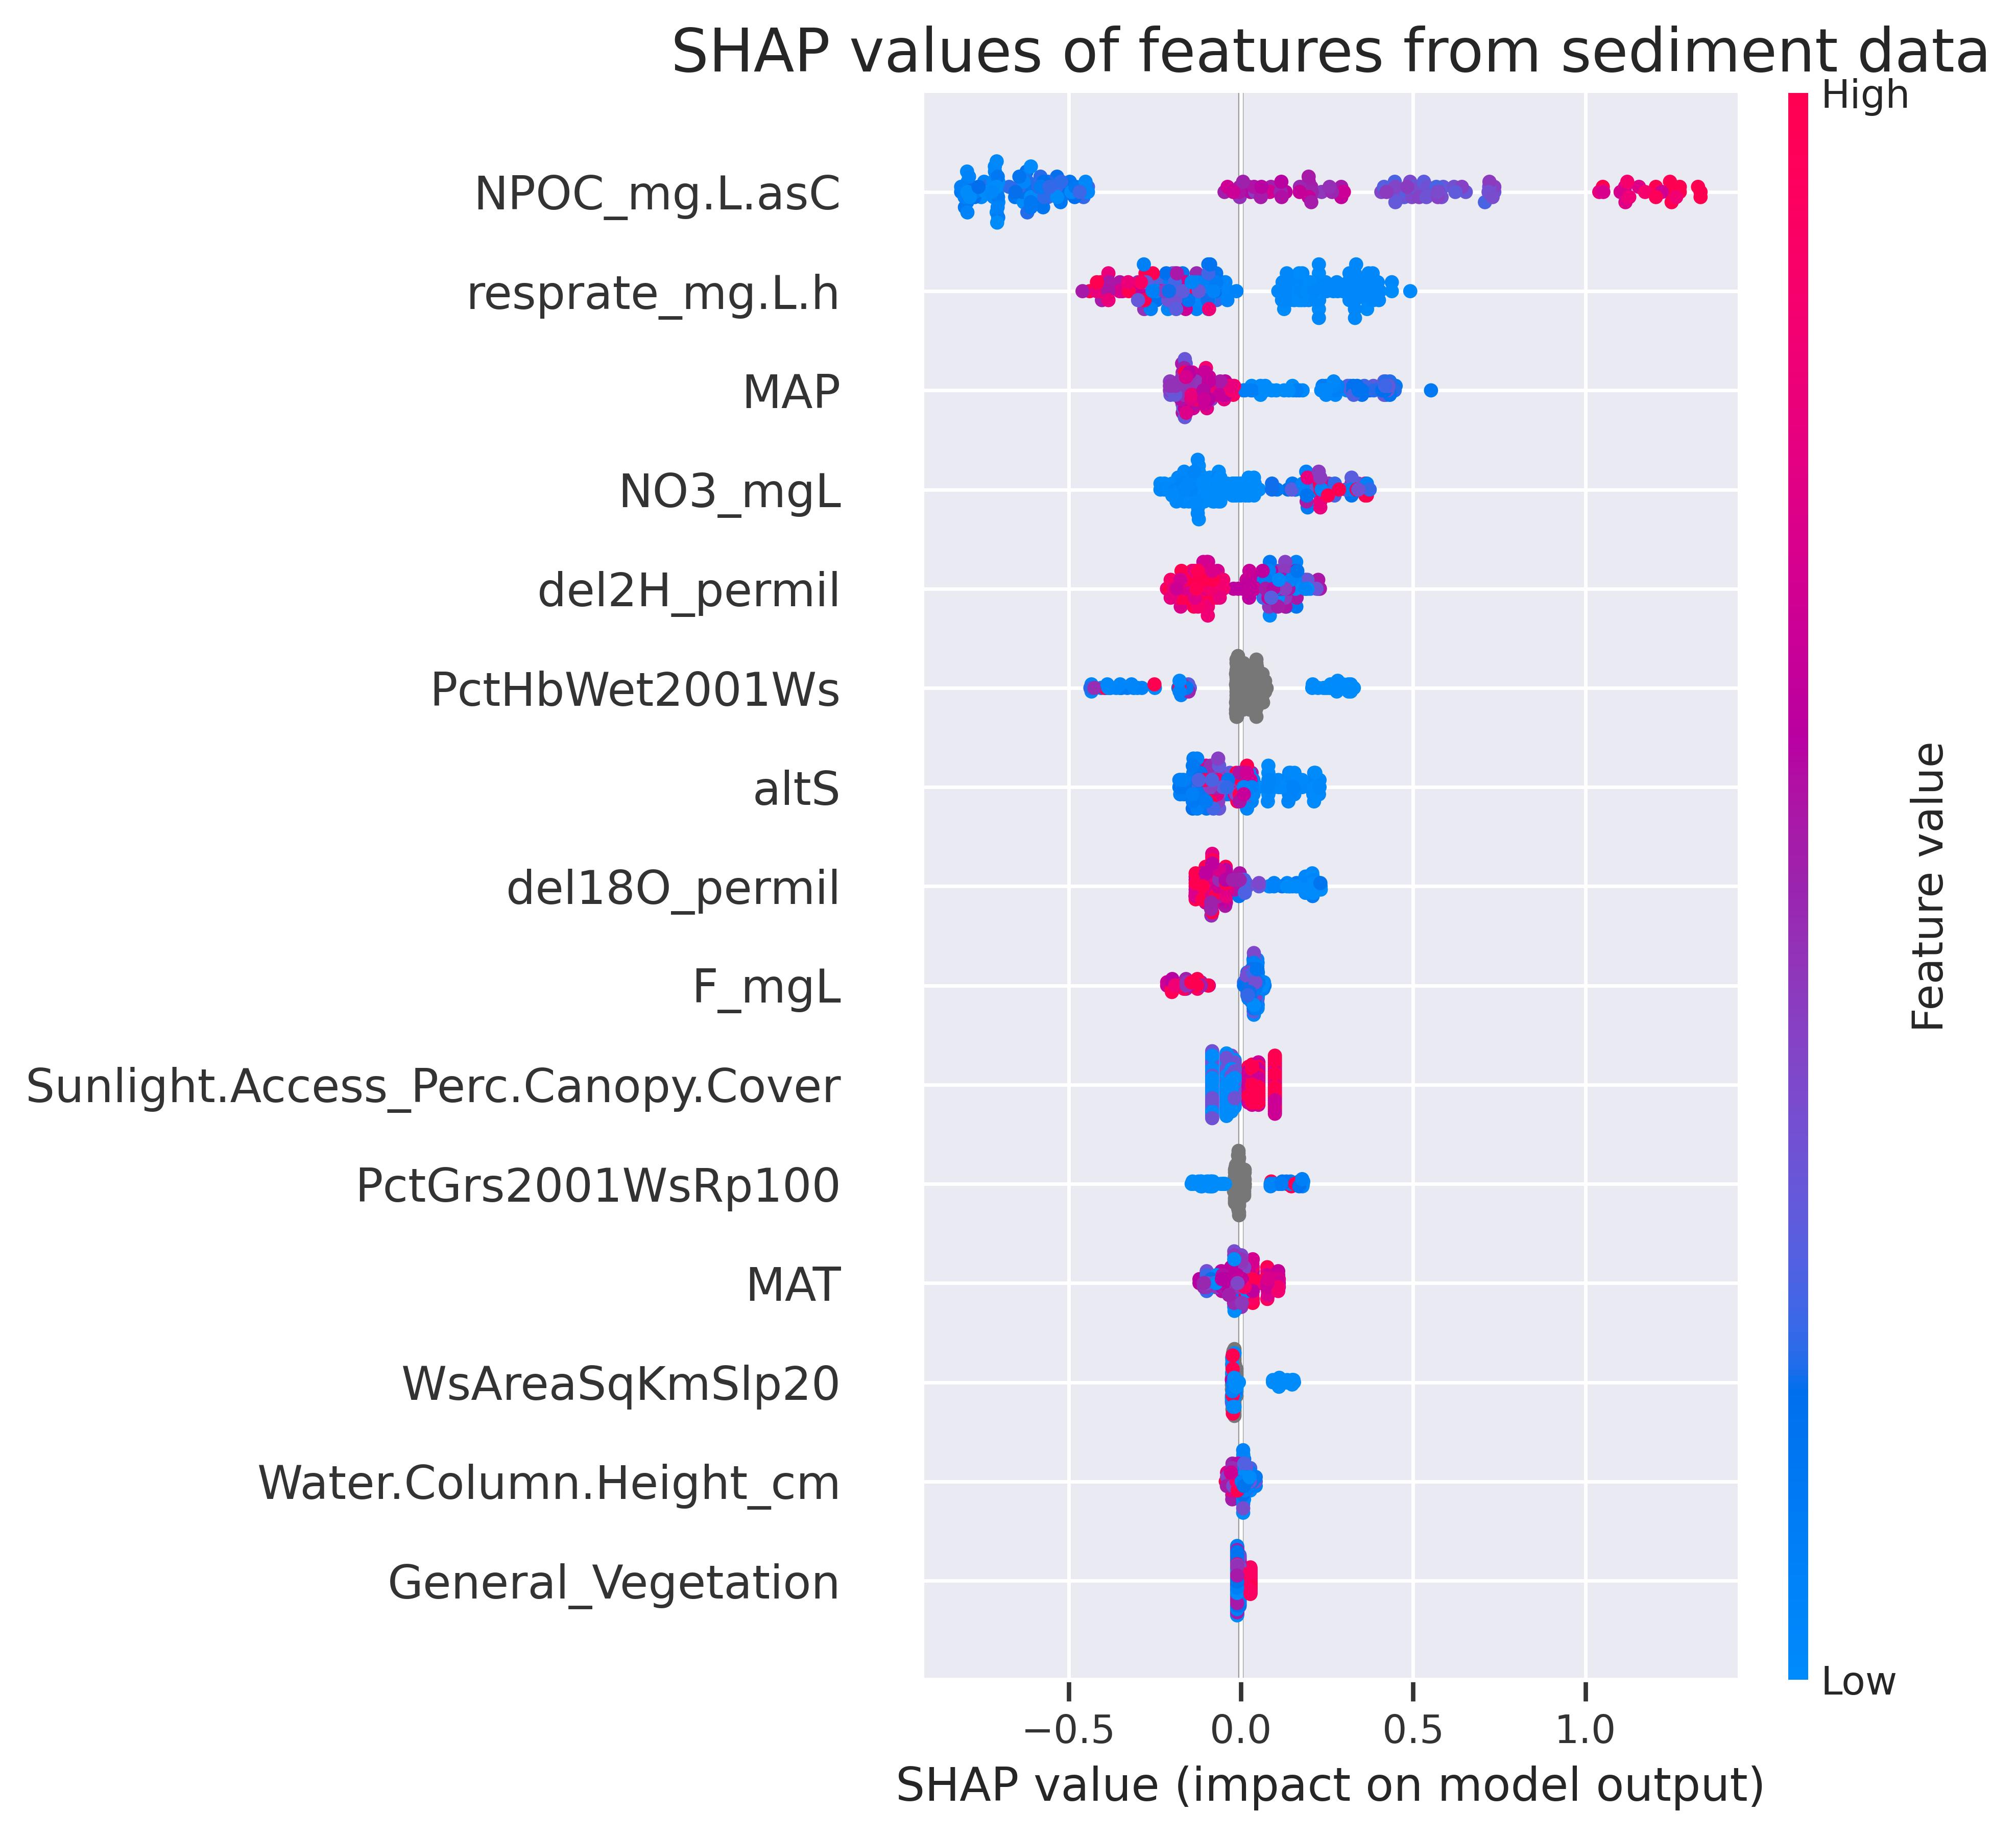 SHAP values of features from sediment data
High
NPOC_mg.L.asC
resprate_mg.L.h
MAP
NO3_mgL
del2H_permil
PctHbWet2001Ws
altS
del18O_permil
F_mgL
Sunlight.Access_Perc.Canopy.Cover
PctGrs2001WsRp100
MAT
WsAreaSqKmSlp20
Water.Column.Height_cm
General_Vegetation
Feature value
Low
−0.5 0.0 0.5 1.0
SHAP value (impact on model output)